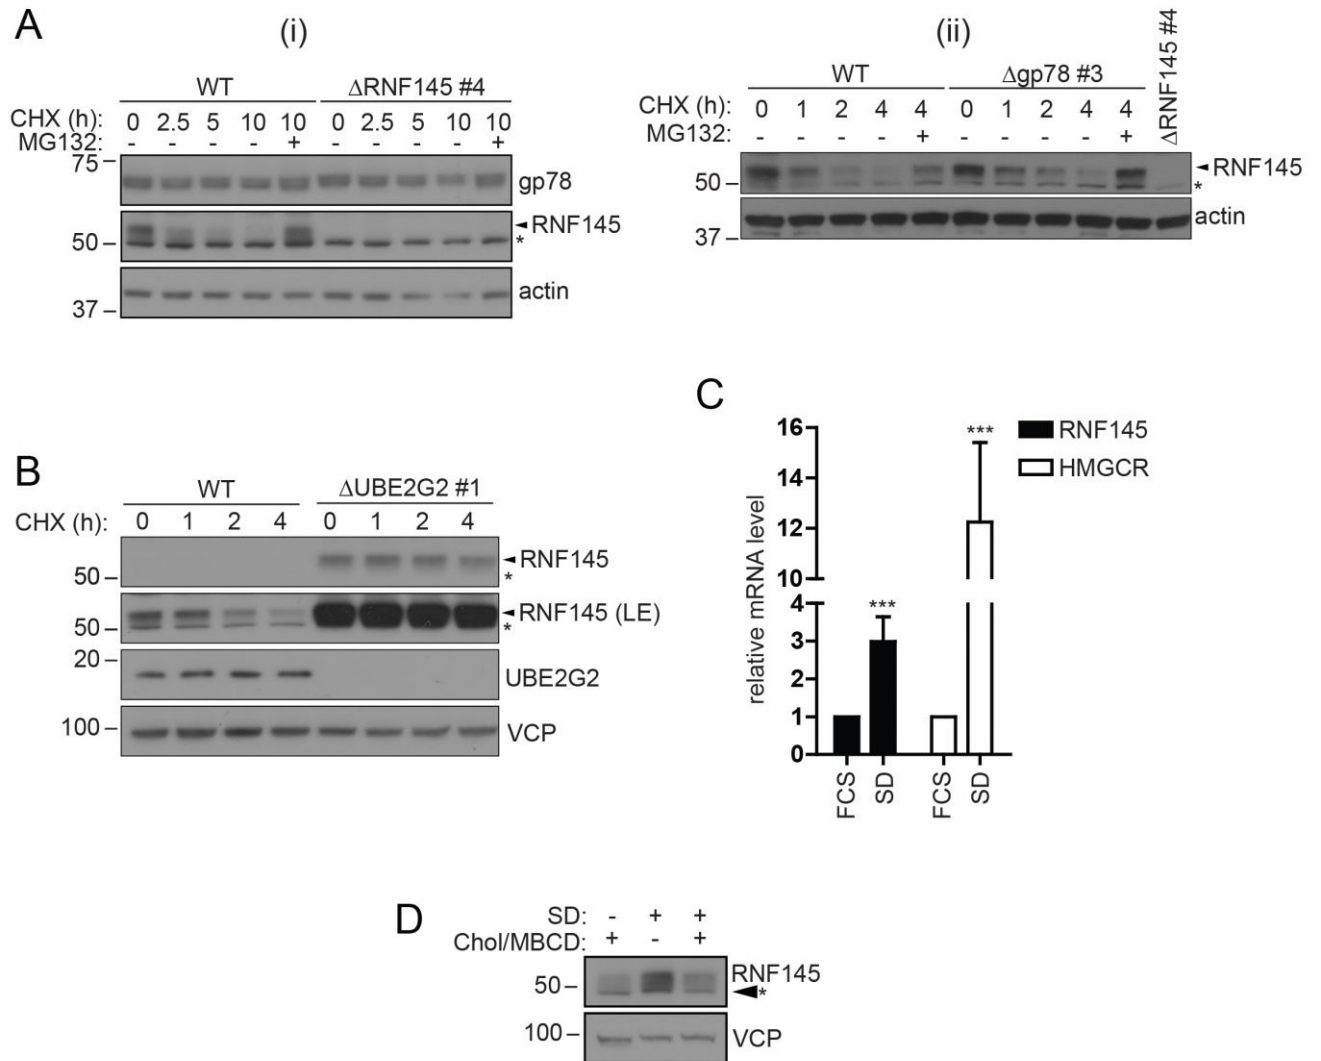 A
(i)
WT ΔRNF145 #4
CHX (h): 0 2.5 5 10 10 0 2.5 5 10 10
MG132: - - - - + - - - - +
75
gp78
RNF145
50 *
actin
37
(ii)
ΔRNF145 #4
WT Δgp78 #3
CHX (h): 0 1 2 4 4 0 1 2 4 4
MG132: - - - - + - - - - +
RNF145
50 *
actin
37
B
WT ΔUBE2G2 #1
CHX (h): 0 1 2 4 0 1 2 4
RNF145
50 *
RNF145 (LE)
50 *
20
UBE2G2
100 VCP
C
relative mRNA level
16
14
12
10
4
3
2
1
0
*** ***
FCS SD FCS SD
RNF145
HMGCR
D
SD: - + +
Chol/MBCD: + - +
RNF145
50 *
100 VCP